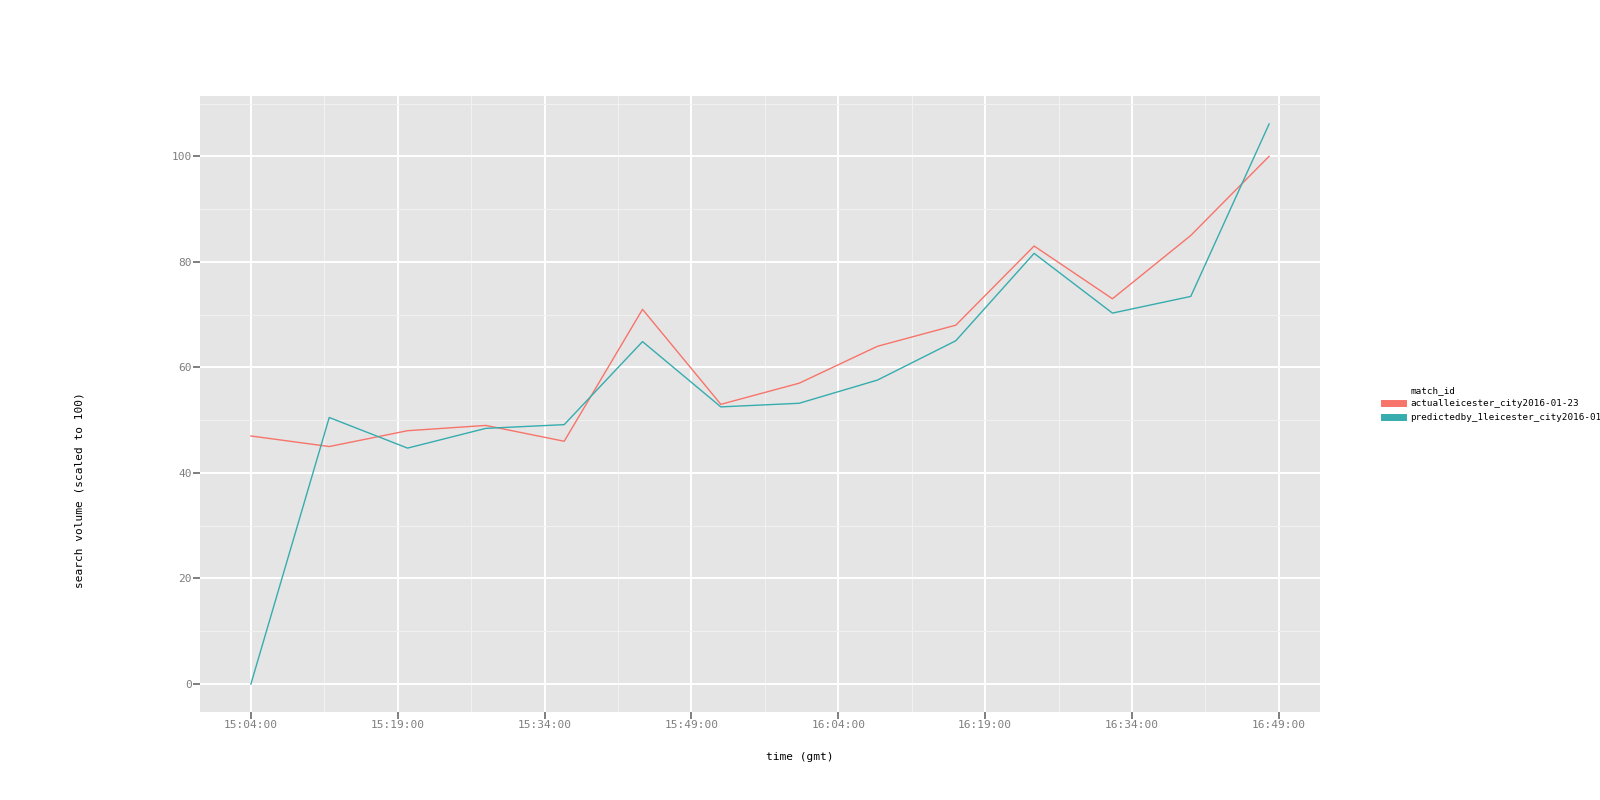 100
80
60
40
20
0
search volume (scaled to 100)
15:04:00 15:19:00 15:34:00 15:49:00 16:04:00 16:19:00 16:34:00 16:49:00
time (gmt)
match_id
actualleicester_city2016-01-23
predictedby_1leicester_city2016-01